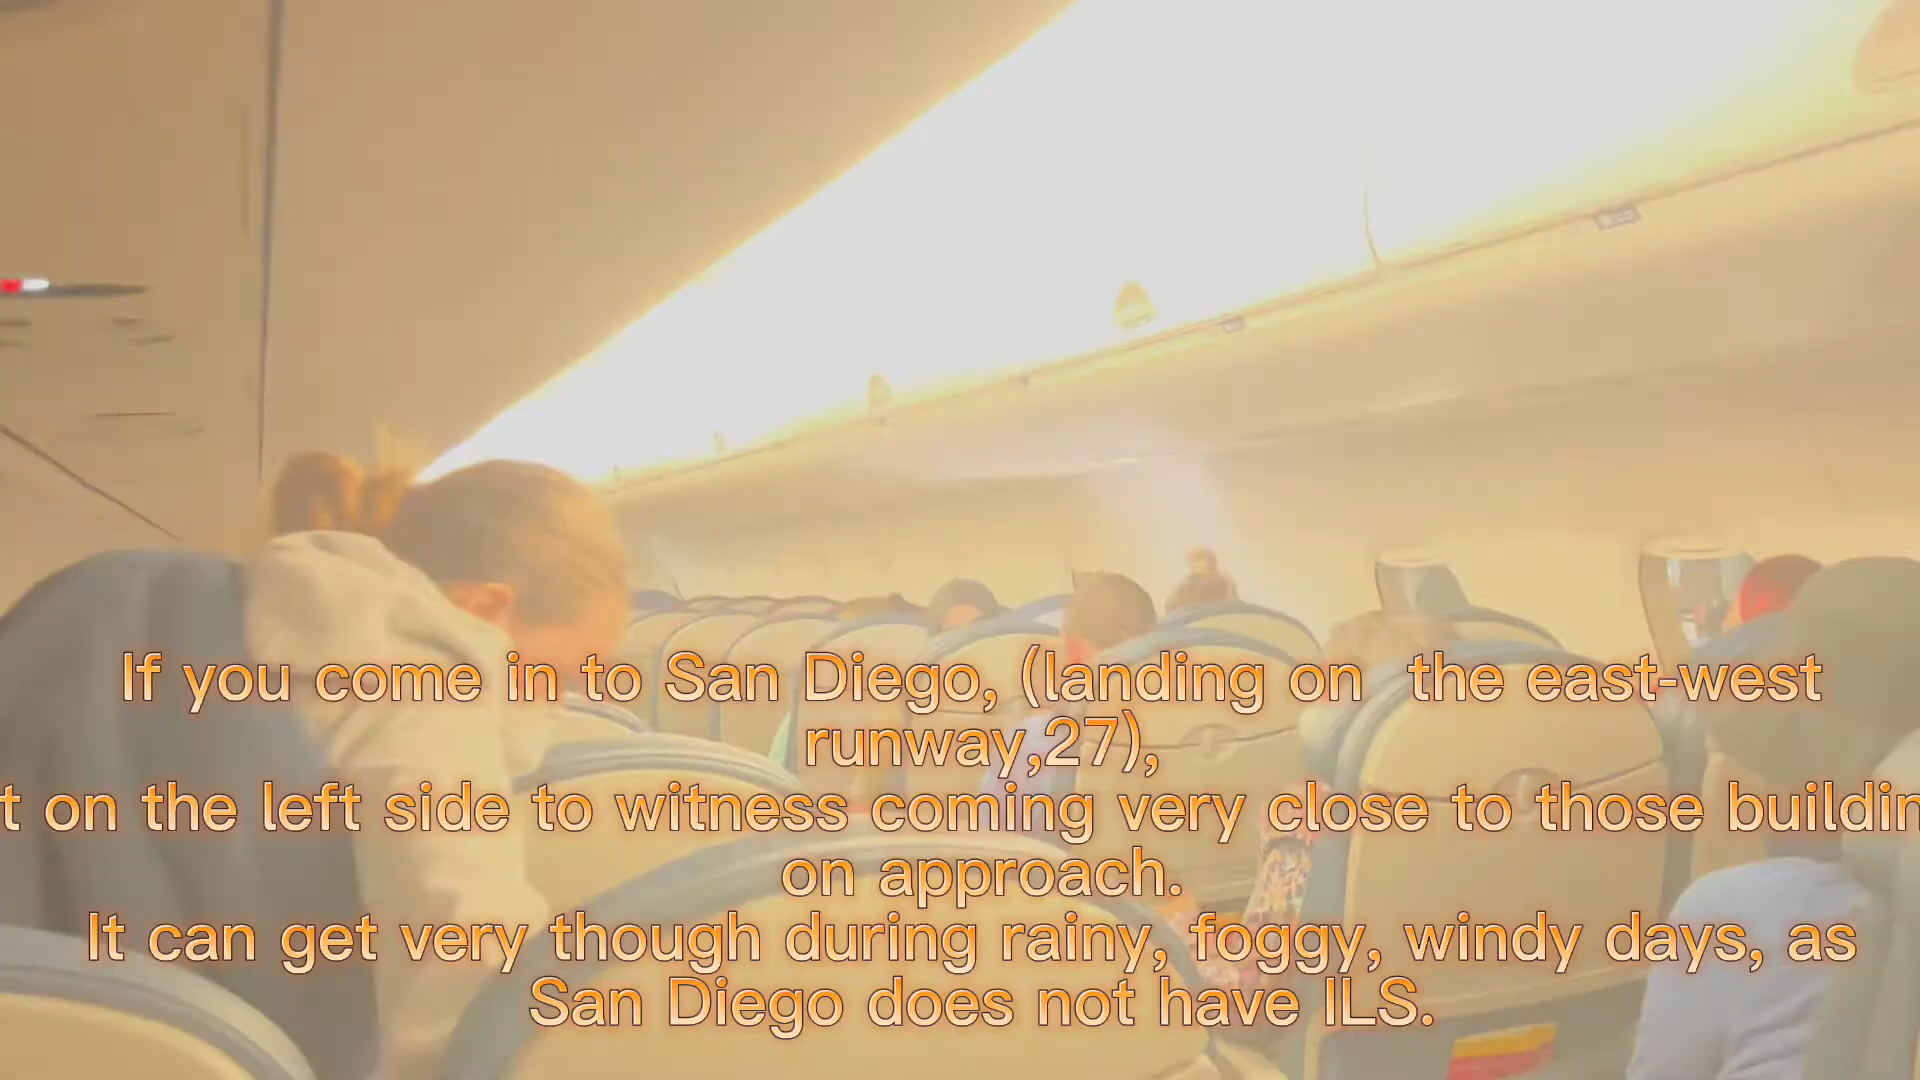 If you come in to San Diego, (landing on  the east-west
runway,27),
on the left side to witness coming very close to those
on approach.
It can get very though during rainy, foggy, windy days, as
San Diego does not have ILS.